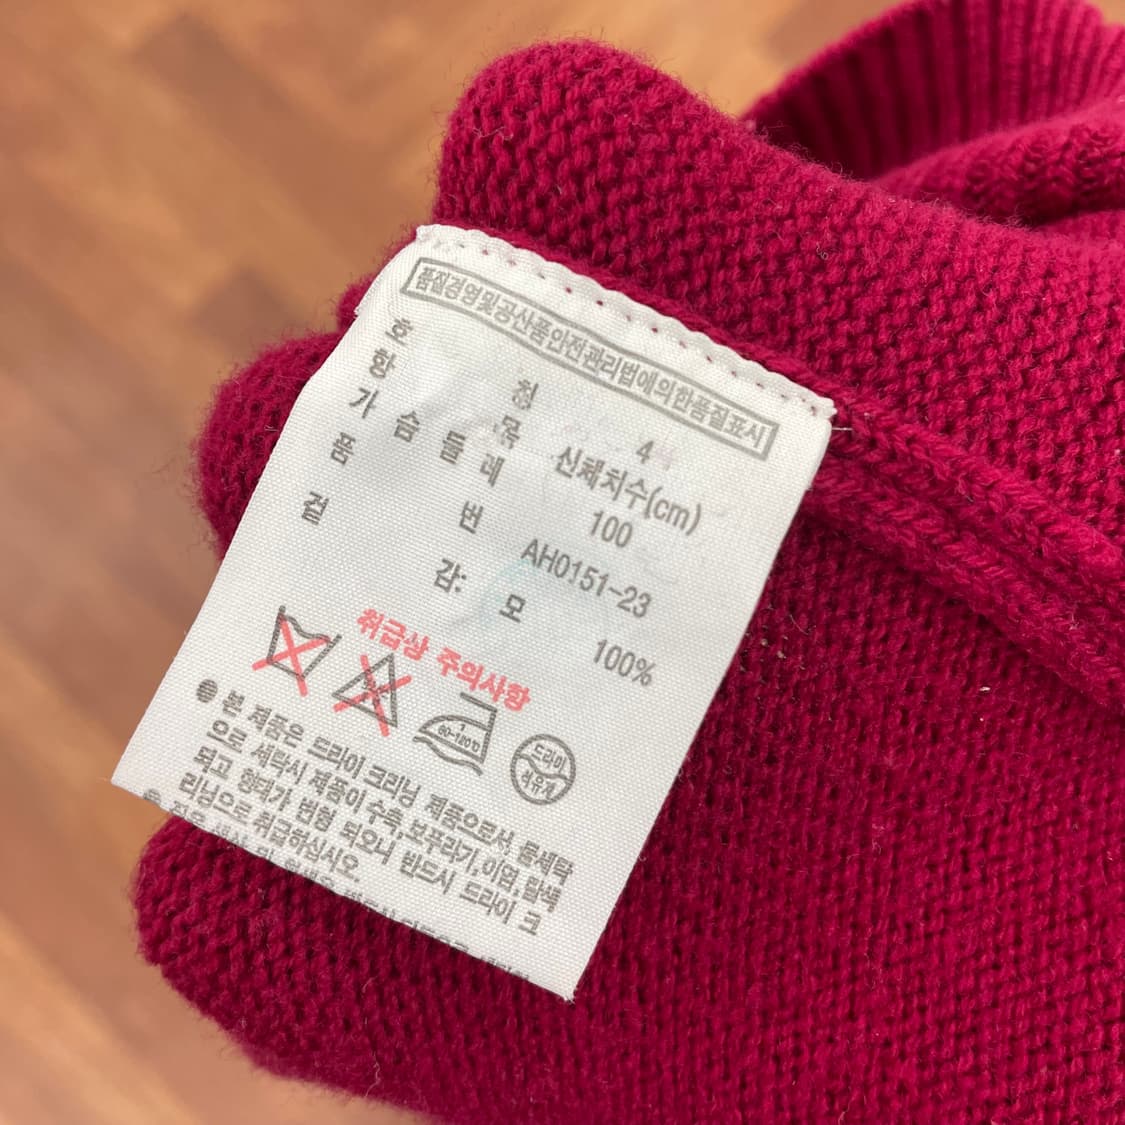 품질경영및공산품안전관리법에의한품질표시
호 칭 44
항 목 신체치수(cm)
가 슴 둘 레 100
품 번 AH0151-23
겉 감: 모 100%
취급상 주의사항
80~120℃
드라이
석유계
● 본 제품은 드라이 크리닝 제품으로서, 물세탁
으로 세탁시 제품이 수축,보푸라기,이염,탈색
되고 형태가 변형 되오니 반드시 드라이 크
리닝으로 취급하십시오.